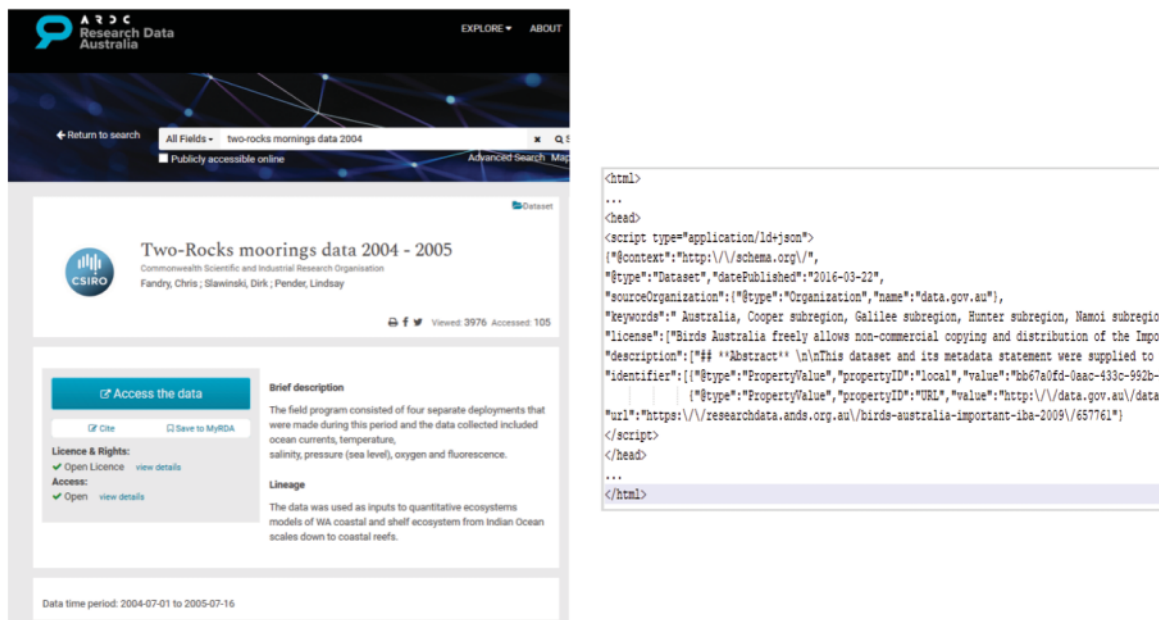 ARDC
Research Data
Australia
EXPLORE ABOUT
Return to search
All Fields two-rocks mornings data 2004
Publicly accessible online
Advanced Search Map
Dataset
Two-Rocks moorings data 2004 - 2005
Commonwealth Scientific and Industrial Research Organisation
CSIRO
Fandry, Chris ; Slawinski, Dirk ; Pender, Lindsay
Viewed: 3976 Accessed: 105
Access the data
Cite Save to MyRDA
Licence & Rights:
Open Licence view details
Access:
Open view details
Brief description
The field program consisted of four separate deployments that
were made during this period and the data collected included
ocean currents, temperature,
salinity, pressure (sea level), oxygen and fluorescence.
Lineage
The data was used as inputs to quantitative ecosystems
models of WA coastal and shelf ecosystem from Indian Ocean
scales down to coastal reefs.
Data time period: 2004-07-01 to 2005-07-16
<html>
...
<head>
<script type="application/ld+json">
{"@context":"http:\/\/schema.org\/",
"@type":"Dataset","datePublished":"2016-03-22",
"sourceOrganization":{"@type":"Organization","name":"data.gov.au"},
"keywords":" Australia, Cooper subregion, Galilee subregion, Hunter subregion, Namoi subregio
"license":["Birds Australia freely allows non-commercial copying and distribution of the Impo
"description":["## **Abstract** \n\nThis dataset and its metadata statement were supplied to
"identifier":[{"@type":"PropertyValue","propertyID":"local","value":"bb67a0fd-0aac-433c-992b-
{"@type":"PropertyValue","propertyID":"URL","value":"http:\/\/data.gov.au\/data
"url":"https:\/\/researchdata.ands.org.au\/birds-australia-important-iba-2009\/657761"}
</script>
</head>
...
</html>